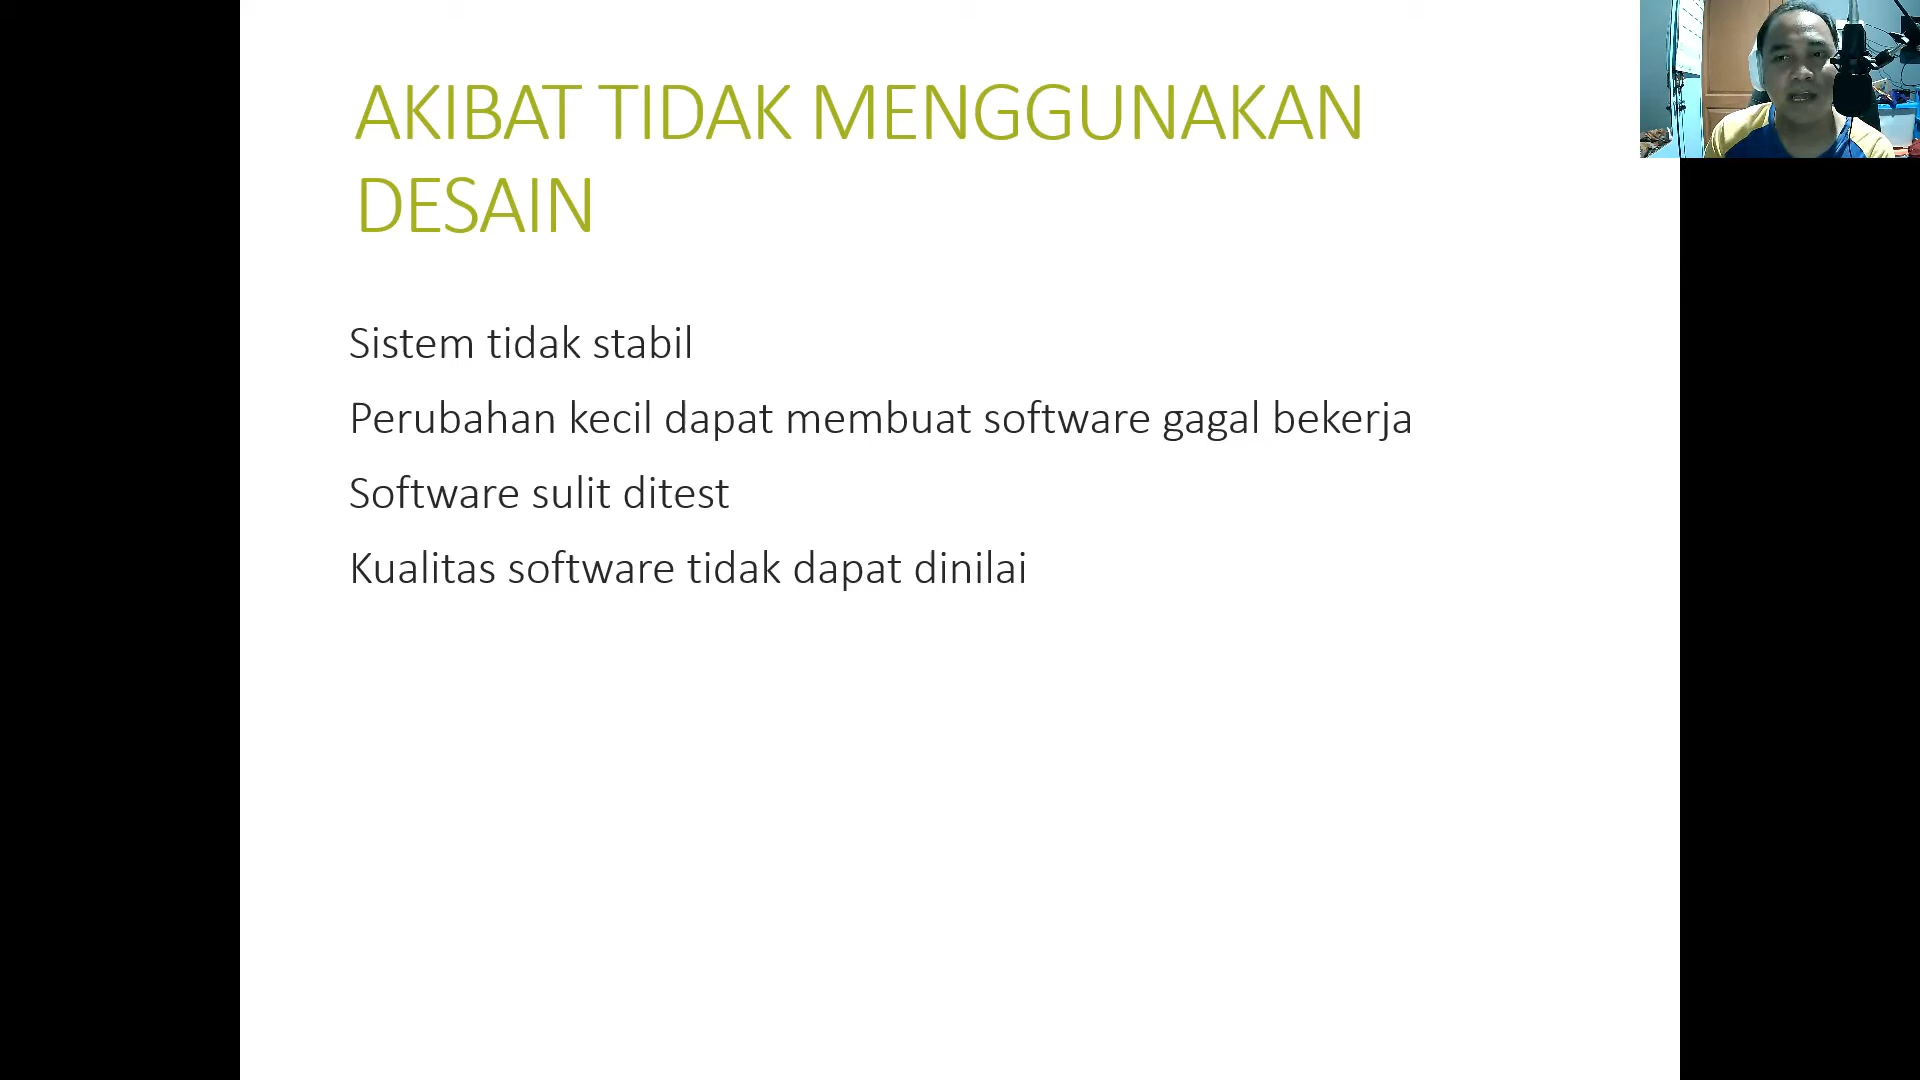 AKIBAT TIDAK MENGGUNAKAN
DESAIN
Sistem tidak stabil
Perubahan kecil dapat membuat software gagal bekerja
Software sulit ditest
Kualitas software tidak dapat dinilai